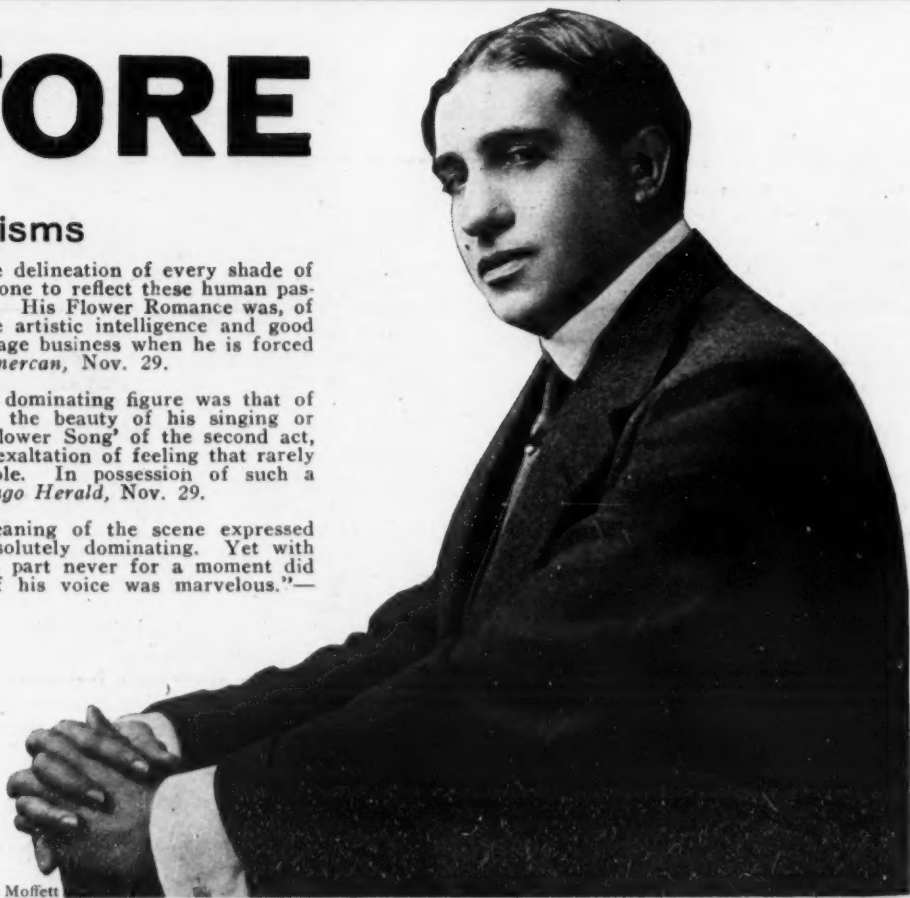 TORE
isms
e delineation of every shade of
one to reflect these human pas-
His Flower Romance was, of
e artistic intelligence and good
age business when he is forced
mercan, Nov. 29.
dominating figure was that of
the beauty of his singing or
lower Song' of the second act,
exaltation of feeling that rarely
ole. In possession of such a
go Herald, Nov. 29.
eaning of the scene expressed
solutely dominating. Yet with
part never for a moment did
f his voice was marvelous."—
Moffett